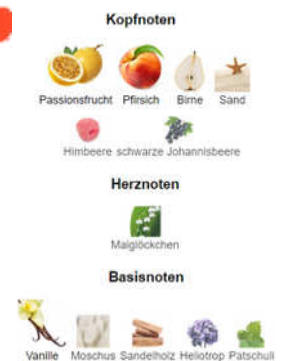 Kopfnoten
Passionsfrucht Pfirsich Birne Sand
Himbeere schwarze Johannisbeere
Herznoten
Maiglöckchen
Basisnoten
Vanille Moschus Sandelholz Heliotrop Patschuli